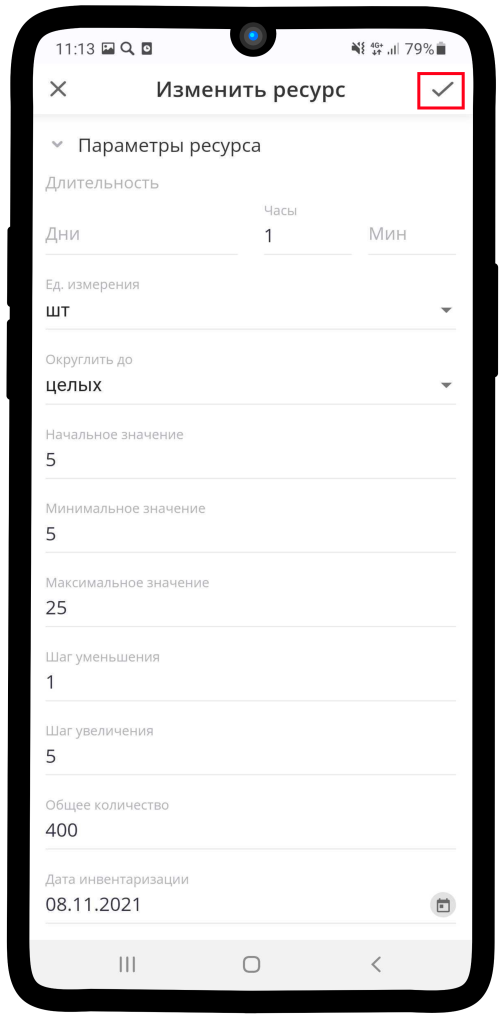 11:13 4G+ 79%
Изменить ресурс
Параметры ресурса
Длительность
Часы
Дни 1 Мин
Ед. измерения
шт
Округлить до
целых
Начальное значение
5
Минимальное значение
5
Максимальное значение
25
Шаг уменьшения
1
Шаг увеличения
5
Общее количество
400
Дата инвентаризации
08.11.2021